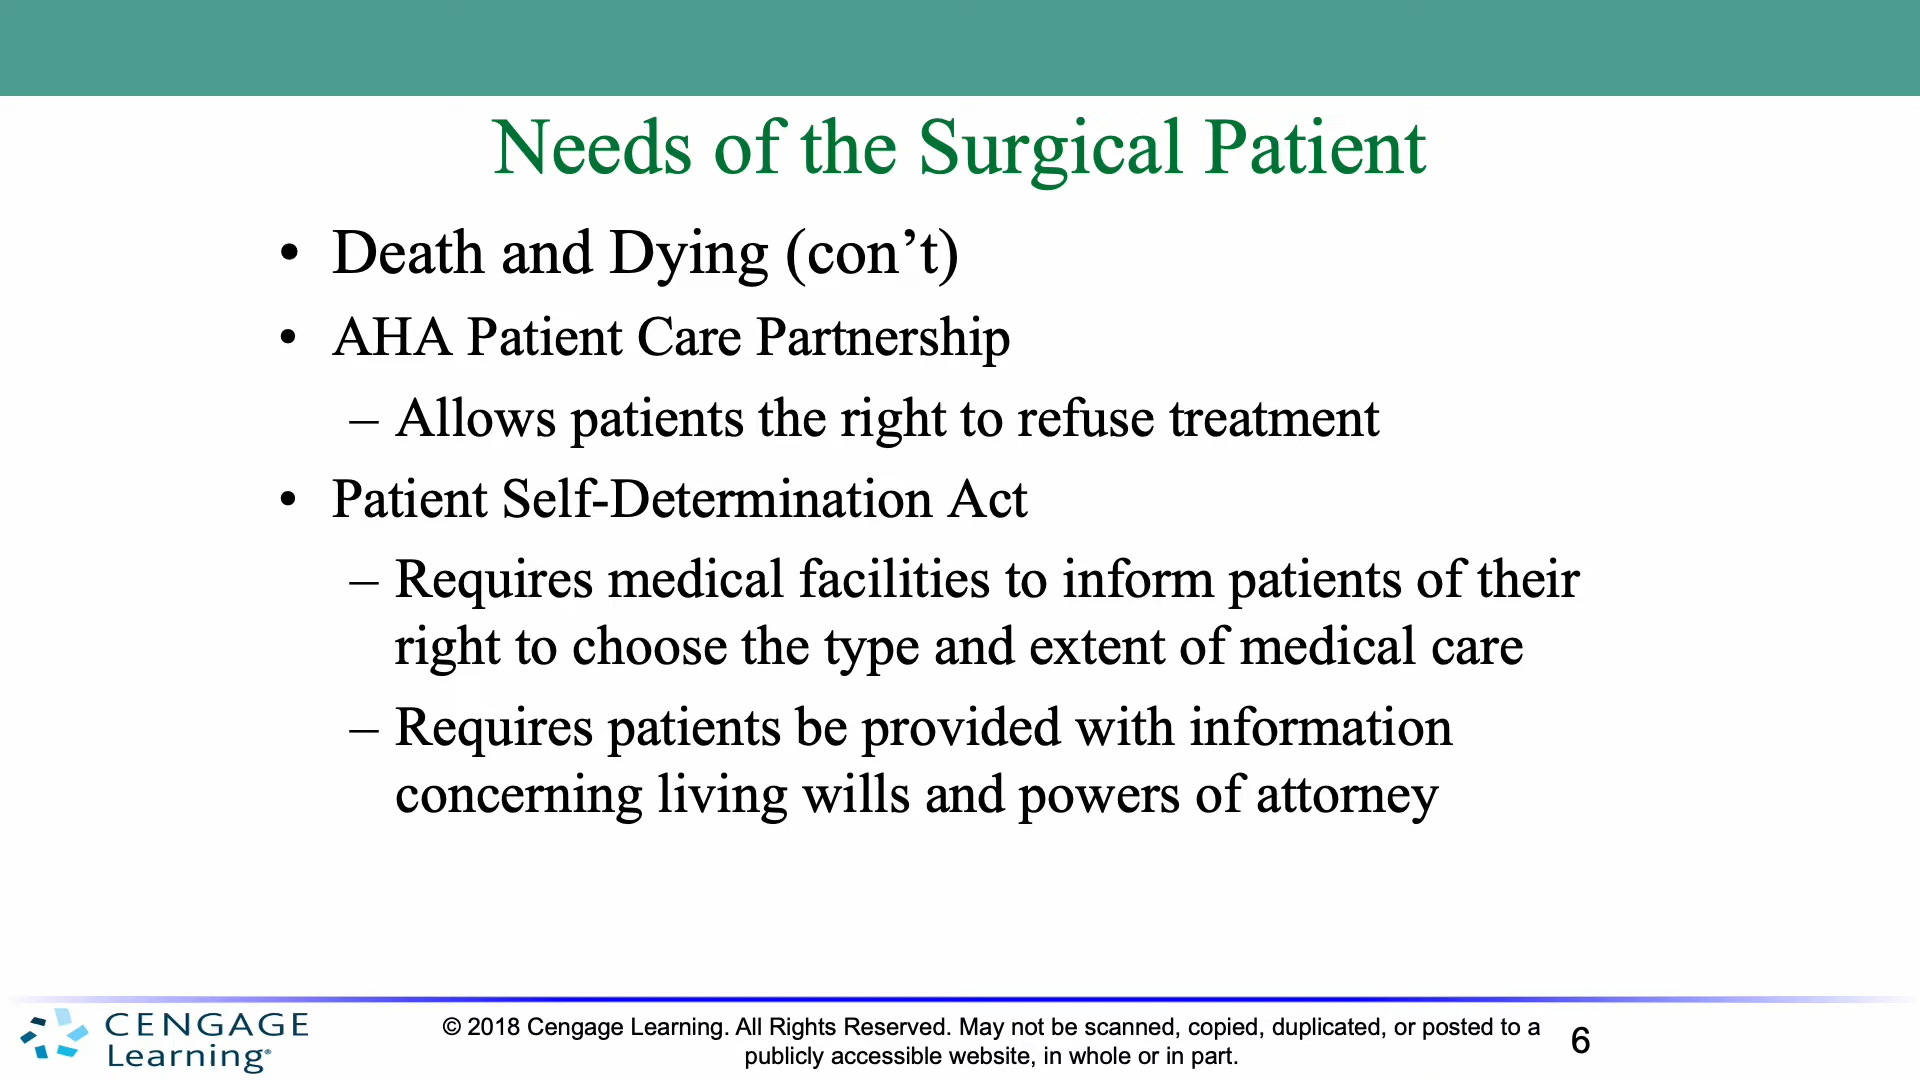 Needs of the Surgical Patient
• Death and Dying (con’t)
• AHA Patient Care Partnership
– Allows patients the right to refuse treatment
• Patient Self-Determination Act
– Requires medical facilities to inform patients of their
right to choose the type and extent of medical care
– Requires patients be provided with information
concerning living wills and powers of attorney
CENGAGE
Learning®
© 2018 Cengage Learning. All Rights Reserved. May not be scanned, copied, duplicated, or posted to a
publicly accessible website, in whole or in part.
6